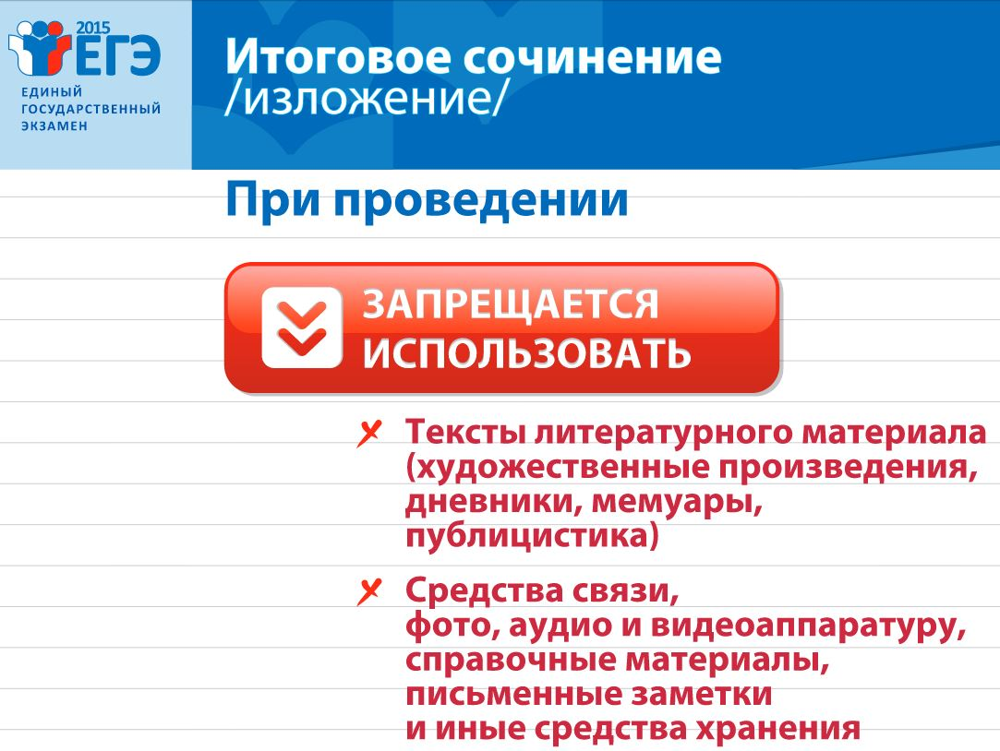 2015
ЕГЭ
ЕДИНЫЙ
ГОСУДАРСТВЕННЫЙ
ЭКЗАМЕН
Итоговое сочинение
/изложение/
При проведении
ЗАПРЕЩАЕТСЯ
ИСПОЛЬЗОВАТЬ
Тексты литературного материала
(художественные произведения,
дневники, мемуары,
публицистика)
Средства связи,
фото, аудио и видеоаппаратуру,
справочные материалы,
письменные заметки
и иные средства хранения